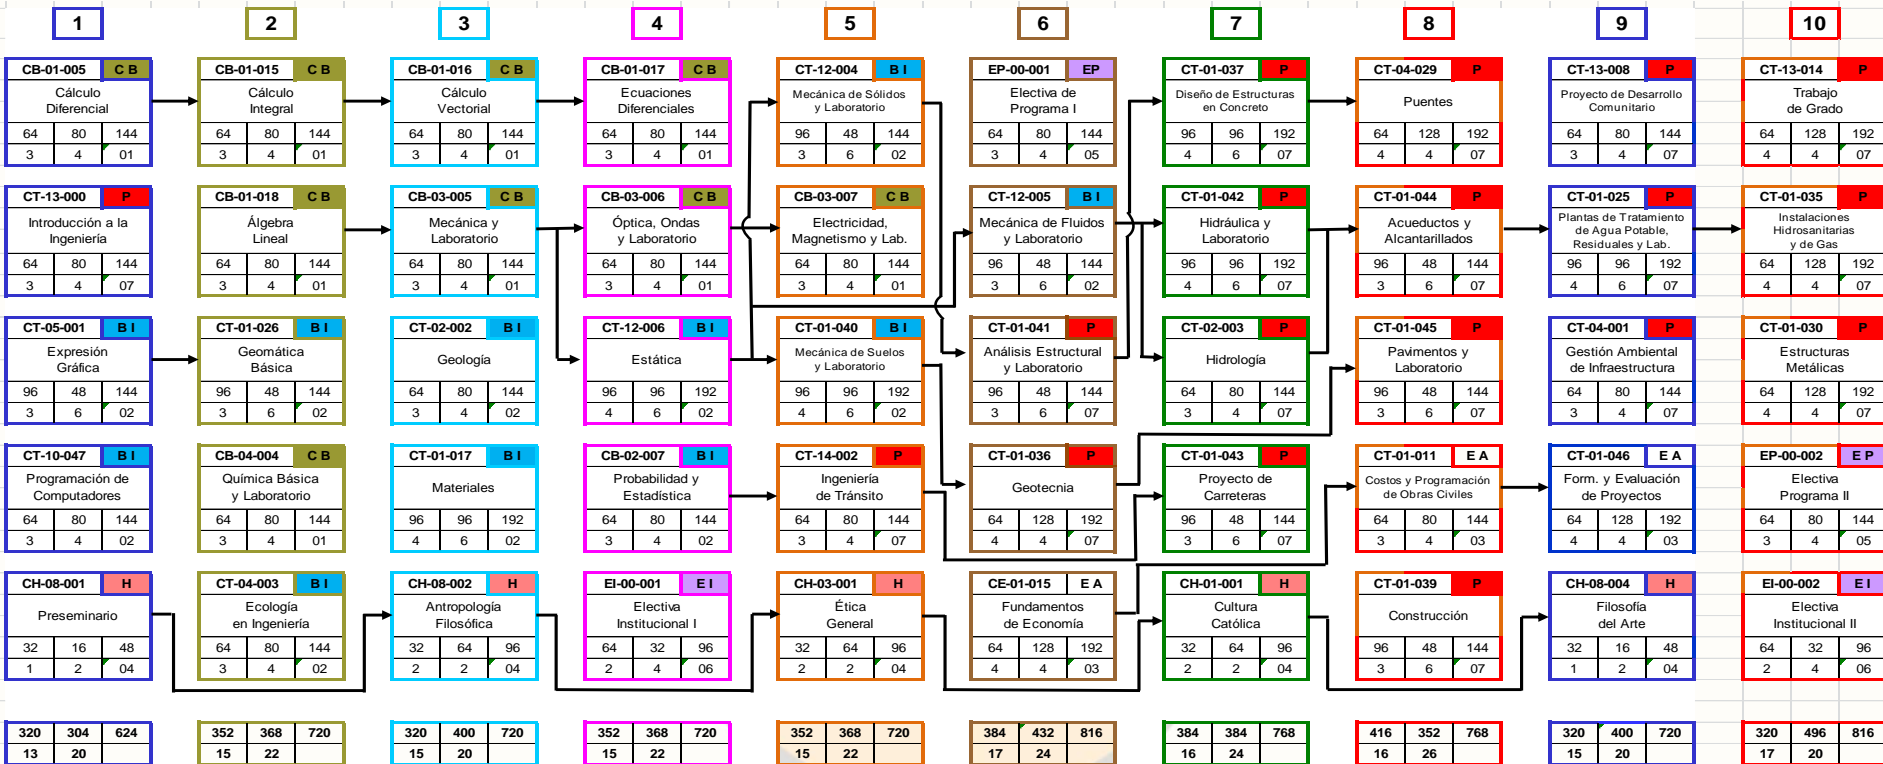 1 2 3 4 5 6 7 8 9 10
CB-01-005 C B CB-01-015 C B CB-01-016 C B CB-01-017 C B CT-12-004 B I EP-00-001 EP CT-01-037 P CT-04-029 P CT-13-008 P CT-13-014 P
Cálculo Cálculo Cálculo Ecuaciones Mecánica de Sólidos Electiva de Diseño de Estructuras Puentes Proyecto de Desarrollo Trabajo
Diferencial Integral Vectorial Diferenciales y Laboratorio Programa I en Concreto Comunitario de Grado
64 80 144 64 80 144 64 80 144 64 80 144 96 48 144 64 80 144 96 96 192 64 128 192 64 80 144 64 128 192
3 4 01 3 4 01 3 4 01 3 4 01 3 6 02 3 4 05 4 6 07 4 4 07 3 4 07 4 4 07
CT-13-000 P CB-01-018 C B CB-03-005 C B CB-03-006 C B CB-03-007 C B CT-12-005 B I CT-01-042 P CT-01-044 P CT-01-025 P CT-01-035 P
Introducción a la Álgebra Mecánica y Óptica, Ondas Electricidad, Mecánica de Fluidos Hidráulica y Acueductos y Plantas de Tratamiento Instalaciones
Ingeniería Lineal Laboratorio y Laboratorio Magnetismo y Lab. y Laboratorio Laboratorio Alcantarillados de Agua Potable, Hidrosanitarias
Residuales y Lab. y de Gas
64 80 144 64 80 144 64 80 144 64 80 144 64 80 144 96 48 144 96 96 192 96 48 144 96 96 192 64 128 192
3 4 07 3 4 01 3 4 01 3 4 01 3 4 01 3 6 02 4 6 07 3 6 07 4 6 07 4 4 07
CT-05-001 B I CT-01-026 B I CT-02-002 B I CT-12-006 B I CT-01-040 B I CT-01-041 P CT-02-003 P CT-01-045 P CT-04-001 P CT-01-030 P
Expresión Geomática Geología Estática Mecánica de Suelos Análisis Estructural Hidrología Pavimentos y Gestión Ambiental Estructuras
Gráfica Básica y Laboratorio y Laboratorio Laboratorio de Infraestructura Metálicas
96 48 144 96 48 144 64 80 144 96 96 192 96 96 192 96 48 144 64 80 144 96 48 144 64 80 144 64 128 192
3 6 02 3 6 02 3 4 02 4 6 02 4 6 02 3 6 07 3 4 07 3 6 07 3 4 07 4 4 07
CT-10-047 B I CB-04-004 C B CT-01-017 B I CB-02-007 B I CT-14-002 P CT-01-036 P CT-01-043 P CT-01-011 E A CT-01-046 E A EP-00-002 E P
Programación de Química Básica Materiales Probabilidad y Ingeniería Geotecnia Proyecto de Costos y Programación Form. y Evaluación Electiva
Computadores y Laboratorio Estadística de Tránsito Carreteras de Obras Civiles de Proyectos Programa II
64 80 144 64 80 144 96 96 192 64 80 144 64 80 144 64 128 192 96 48 144 64 80 144 64 128 192 64 80 144
3 4 02 3 4 01 4 6 02 3 4 02 3 4 07 4 4 07 3 6 07 3 4 03 4 4 03 3 4 05
CH-08-001 H CT-04-003 B I CH-08-002 H EI-00-001 E I CH-03-001 H CE-01-015 E A CH-01-001 H CT-01-039 P CH-08-004 H EI-00-002 E I
Preseminario Ecología Antropología Electiva Ética Fundamentos Cultura Construcción Filosofía Electiva
en Ingeniería Filosófica Institucional I General de Economía Católica del Arte Institucional II
32 16 48 64 80 144 32 64 96 64 32 96 32 64 96 64 128 192 32 64 96 96 48 144 32 16 48 64 32 96
1 2 04 3 4 02 2 2 04 4 4 06 2 2 04 4 4 03 2 2 04 3 6 07 1 2 04 2 4 06
320 304 624 352 368 720 320 400 720 352 368 720 352 368 720 384 432 816 384 384 768 416 352 768 320 400 720 320 496 816
13 20 15 22 15 20 15 22 15 22 17 24 16 24 16 26 15 20 17 20